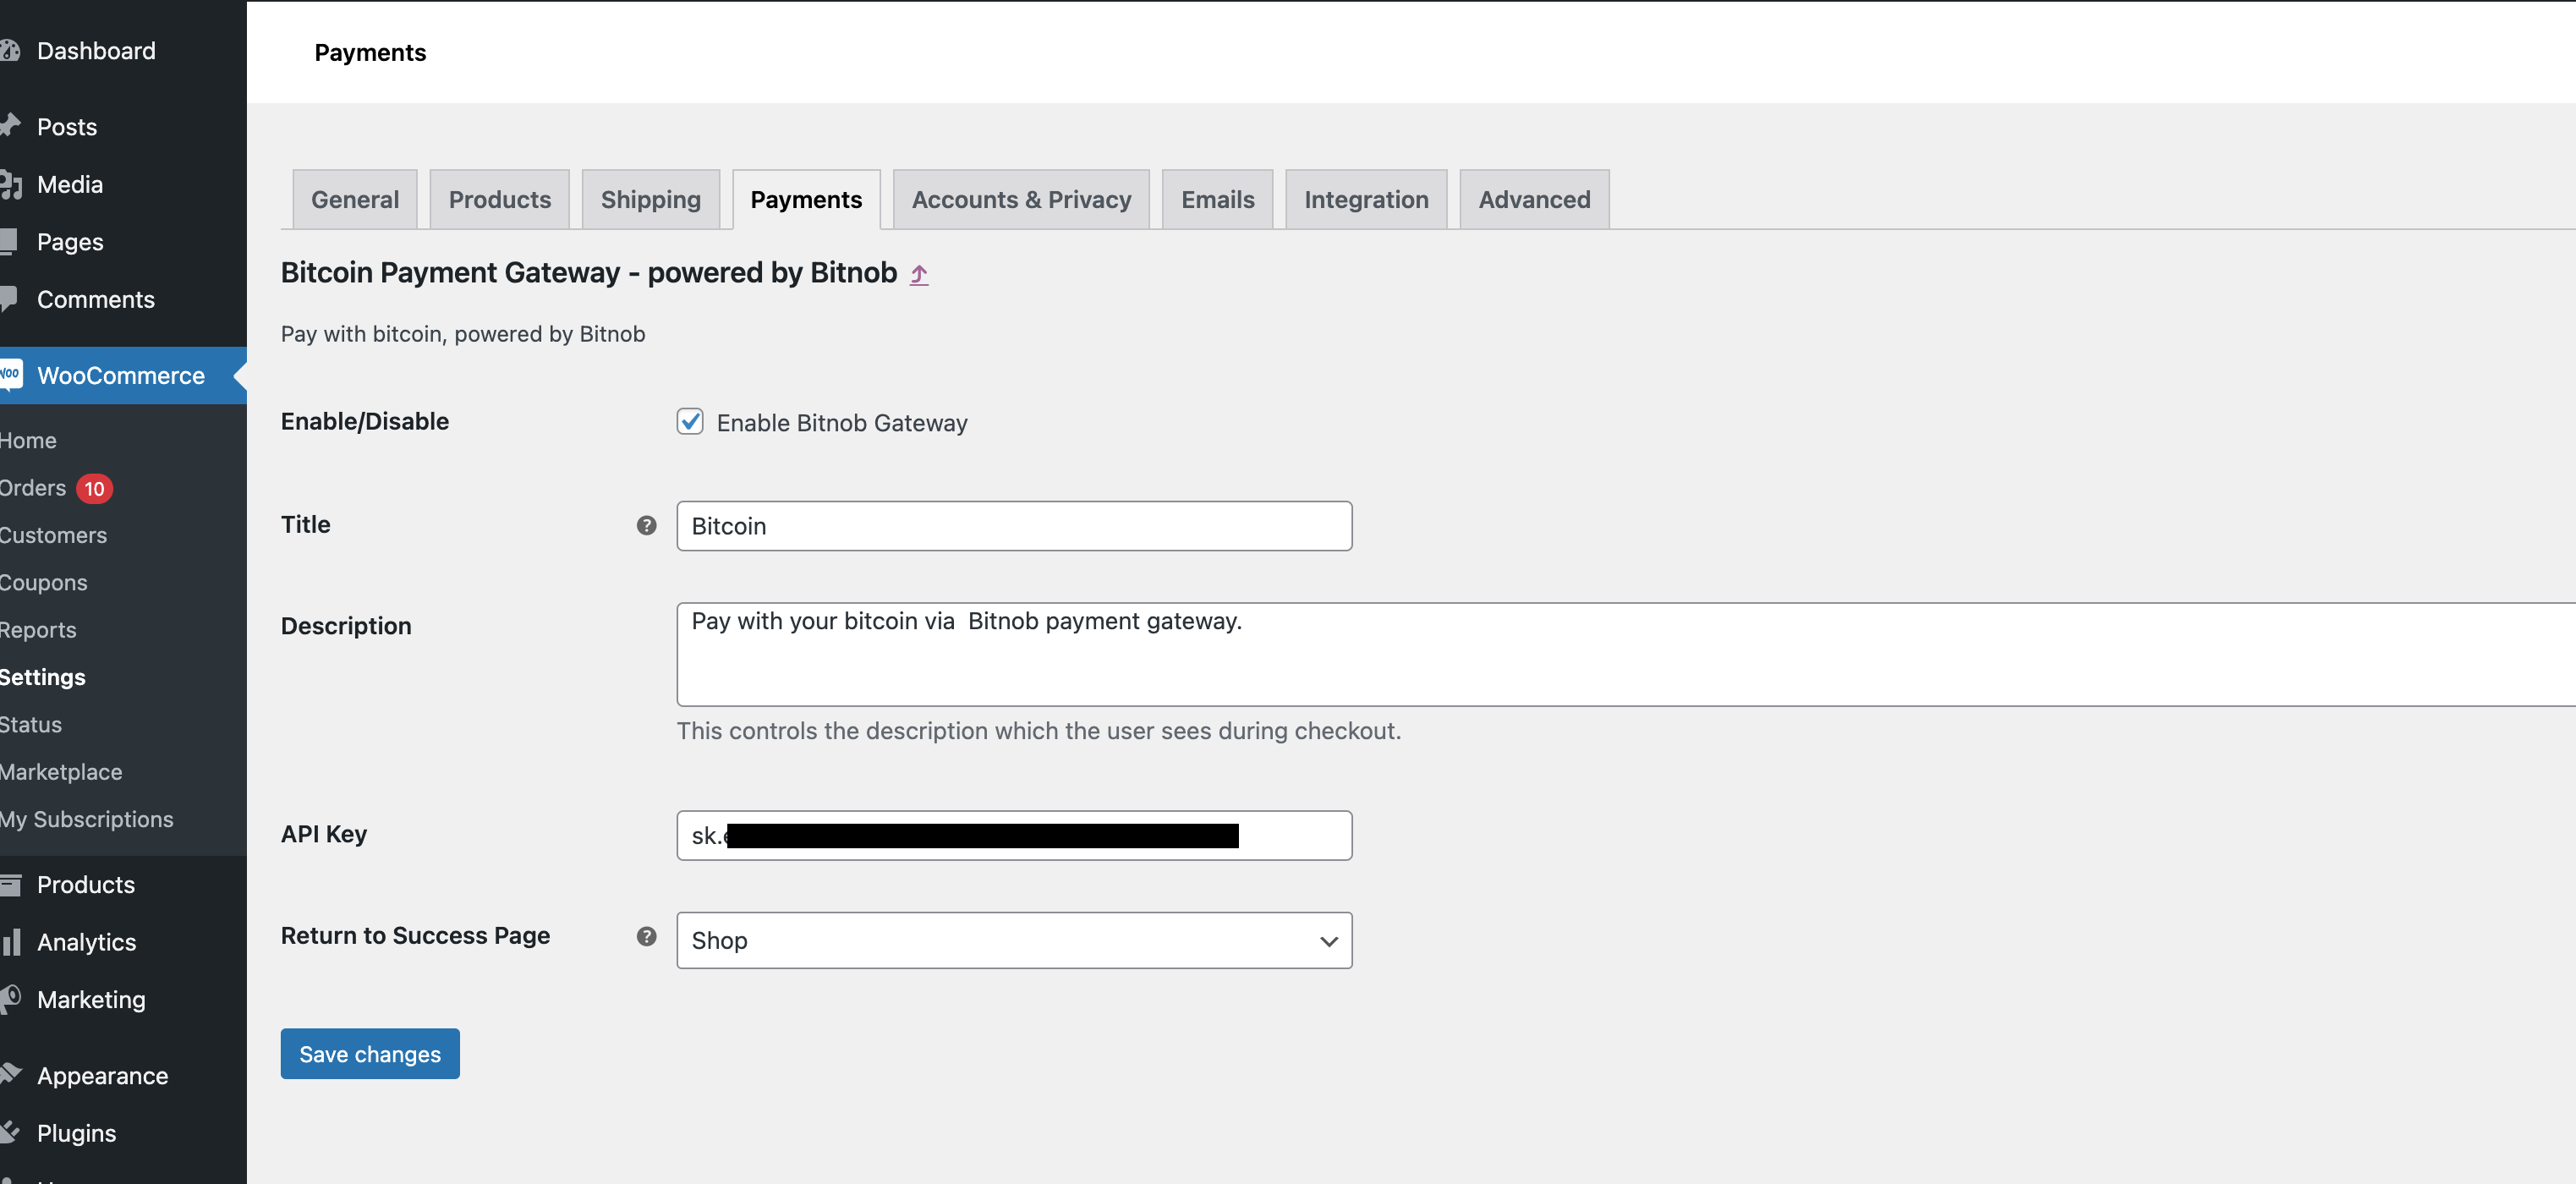 Dashboard
Posts
Media
Pages
Comments
WooCommerce
Home
Orders 10
Customers
Coupons
Reports
Settings
Status
Marketplace
My Subscriptions
Products
Analytics
Marketing
Appearance
Plugins
Payments
General Products Shipping Payments Accounts & Privacy Emails Integration Advanced
Bitcoin Payment Gateway - powered by Bitnob
Pay with bitcoin, powered by Bitnob
Enable/Disable Enable Bitnob Gateway
Title Bitcoin
Description Pay with your bitcoin via  Bitnob payment gateway.
This controls the description which the user sees during checkout.
API Key sk.
Return to Success Page Shop
Save changes